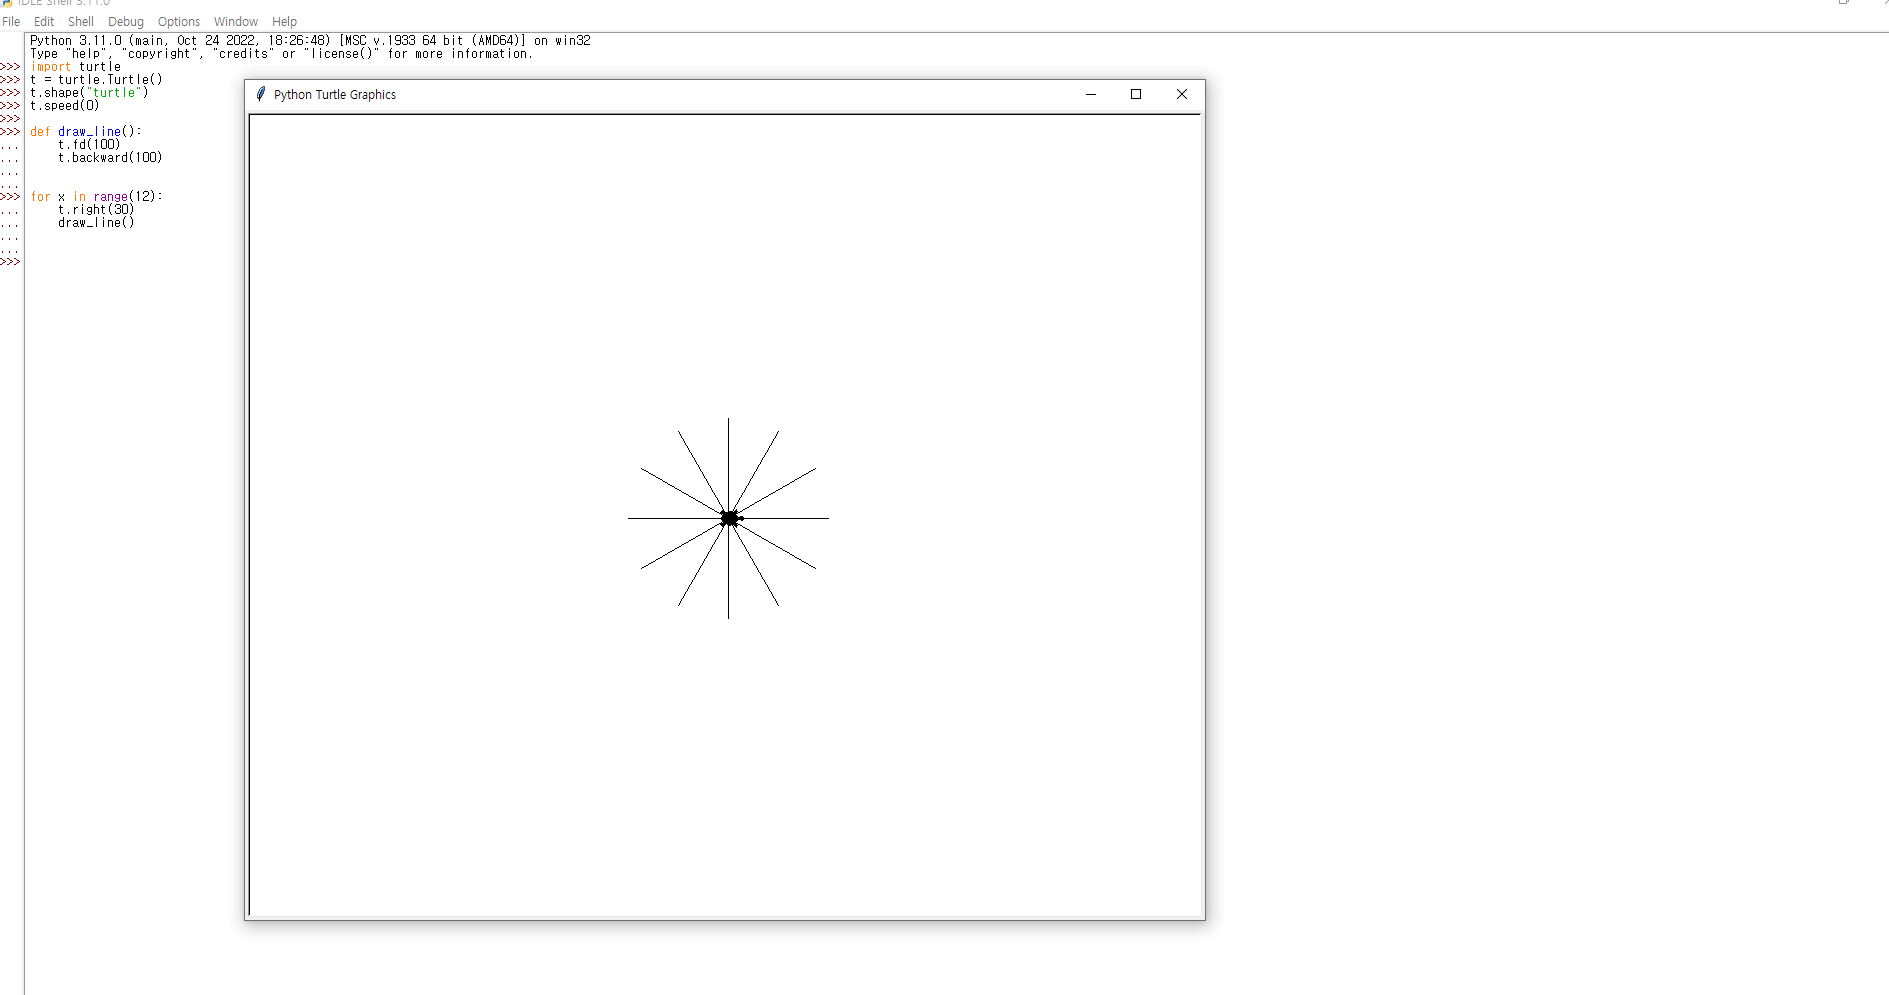 IDLE Shell 3.11.0
File Edit Shell Debug Options Window Help
Python 3.11.0 (main, Oct 24 2022, 18:26:48) [MSC v.1933 64 bit (AMD64)] on win32
Type "help", "copyright", "credits" or "license()" for more information.
>>> import turtle
>>> t = turtle.Turtle()
>>> t.shape("turtle")
>>> t.speed(0)
>>>
>>> def draw_line():
...     t.fd(100)
...     t.backward(100)
...
...
>>> for x in range(12):
...     t.right(30)
...     draw_line()
...
...
>>>
Python Turtle Graphics